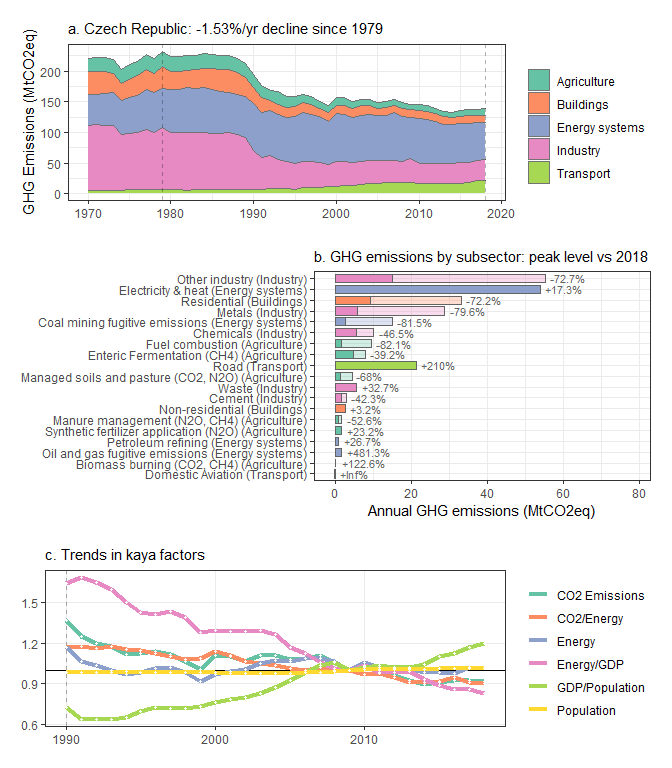 a. Czech Republic: -1.53%/yr decline since 1979
GHG Emissions (MtCO2eq)
200
150
100
50
0
1970
1980
1990
2000
2010
2020
Agriculture
Buildings
Energy systems
Industry
Transport
b. GHG emissions by subsector: peak level vs 2018
Other industry (Industry) -72.7%
Electricity & heat (Energy systems) +17.3%
Residential (Buildings) -72.2%
Metals (Industry) -79.6%
Coal mining fugitive emissions (Energy systems) -81.5%
Chemicals (Industry) -46.5%
Fuel combustion (Agriculture) -82.1%
Enteric Fermentation (CH4) (Agriculture) -39.2%
Road (Transport) +210%
Managed soils and pasture (CO2, N2O) (Agriculture) -68%
Waste (Industry) +32.7%
Cement (Industry) -42.3%
Non-residential (Buildings) +3.2%
Manure management (N2O, CH4) (Agriculture) -52.6%
Synthetic fertilizer application (N2O) (Agriculture) +23.2%
Petroleum refining (Energy systems) +26.7%
Oil and gas fugitive emissions (Energy systems) +481.3%
Biomass burning (CO2, CH4) (Agriculture) +122.6%
Domestic Aviation (Transport) +Inf%
0
20
40
60
80
Annual GHG emissions (MtCO2eq)
c. Trends in kaya factors
1.5
1.2
0.9
0.6
1990
2000
2010
CO2 Emissions
CO2/Energy
Energy
Energy/GDP
GDP/Population
Population